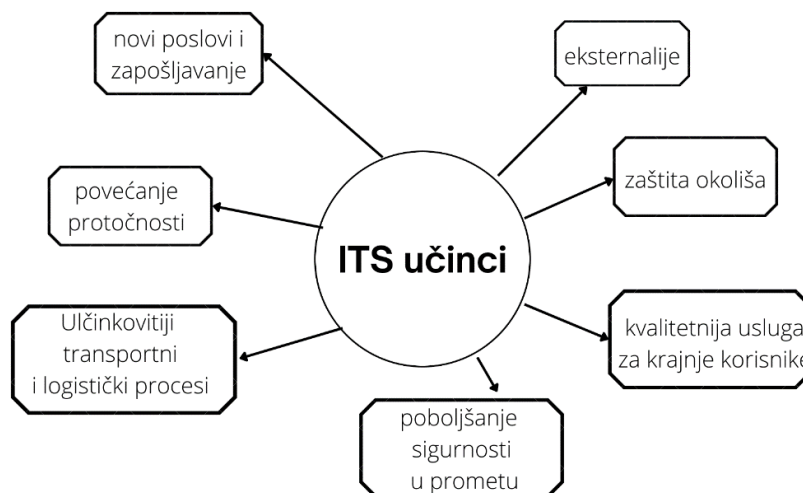 novi poslovi i
zapošljavanje
eksternalije
povećanje
protočnosti
zaštita okoliša
ITS učinci
Ulčinkovitiji
transportni
i logistički procesi
kvalitetnija usluga
za krajnje korisnike
poboljšanje
sigurnosti
u prometu